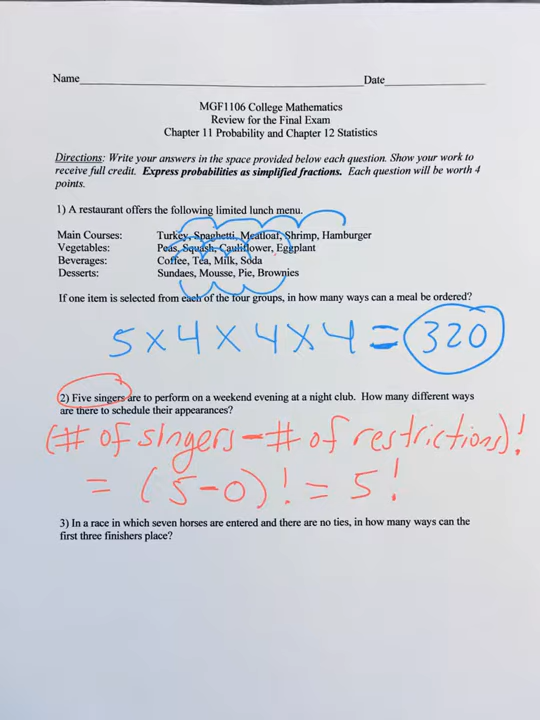 Name Date
MGF1106 College Mathematics
Review for the Final Exam
Chapter 11 Probability and Chapter 12 Statistics
Directions: Write your answers in the space provided below each question. Show your work to
receive full credit. Express probabilities as simplified fractions. Each question will be worth 4
points.
1) A restaurant offers the following limited lunch menu.
Main Courses: Turkey, Spaghetti, Meatloaf, Shrimp, Hamburger
Vegetables: Peas, Squash, Cauliflower, Eggplant
Beverages: Coffee, Tea, Milk, Soda
Desserts: Sundaes, Mousse, Pie, Brownies
If one item is selected from each of the four groups, in how many ways can a meal be ordered?
5 x 4 x 4 x 4 = 320
2) Five singers are to perform on a weekend evening at a night club. How many different ways
are there to schedule their appearances?
(# of singers - # of restrictions)!
= (5-0)! = 5!
3) In a race in which seven horses are entered and there are no ties, in how many ways can the
first three finishers place?